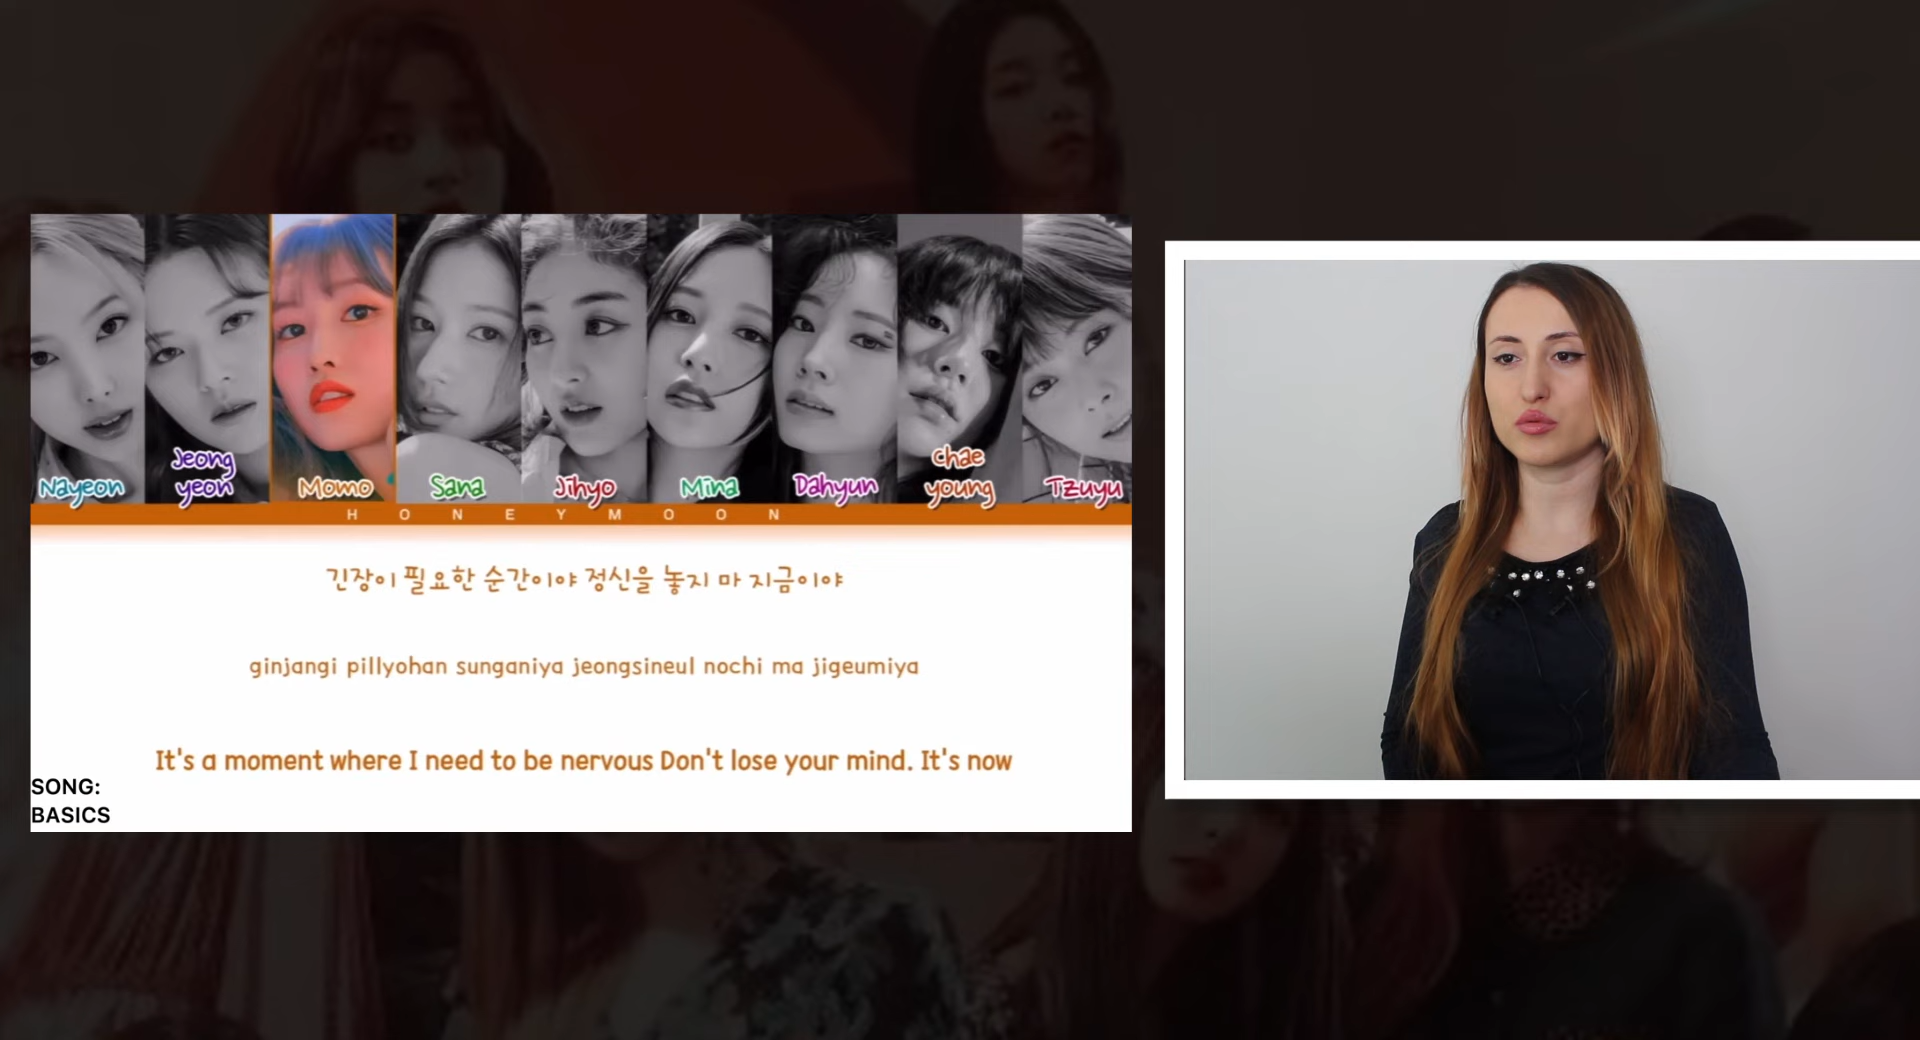 Nayeon
Jeong
yeon
Momo
Sana
Jihyo
Mina
Dahyun
chae
young
Tzuyu
HONEYMOON
긴장이 필요한 순간이야 정신을 놓지 마 지금이야
ginjangi pillyohan sunganiya jeongsineul nochi ma jigeumiya
It's a moment where I need to be nervous Don't lose your mind. It's now
SONG:
BASICS